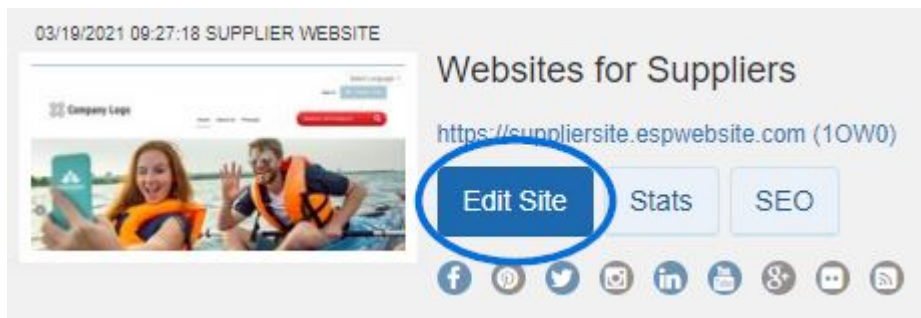 03/19/2021 09:27:18 SUPPLIER WEBSITE
Websites for Suppliers
https://suppliersite.espwebsite.com (1OW0)
Company Logo
Edit Site
Stats
SEO